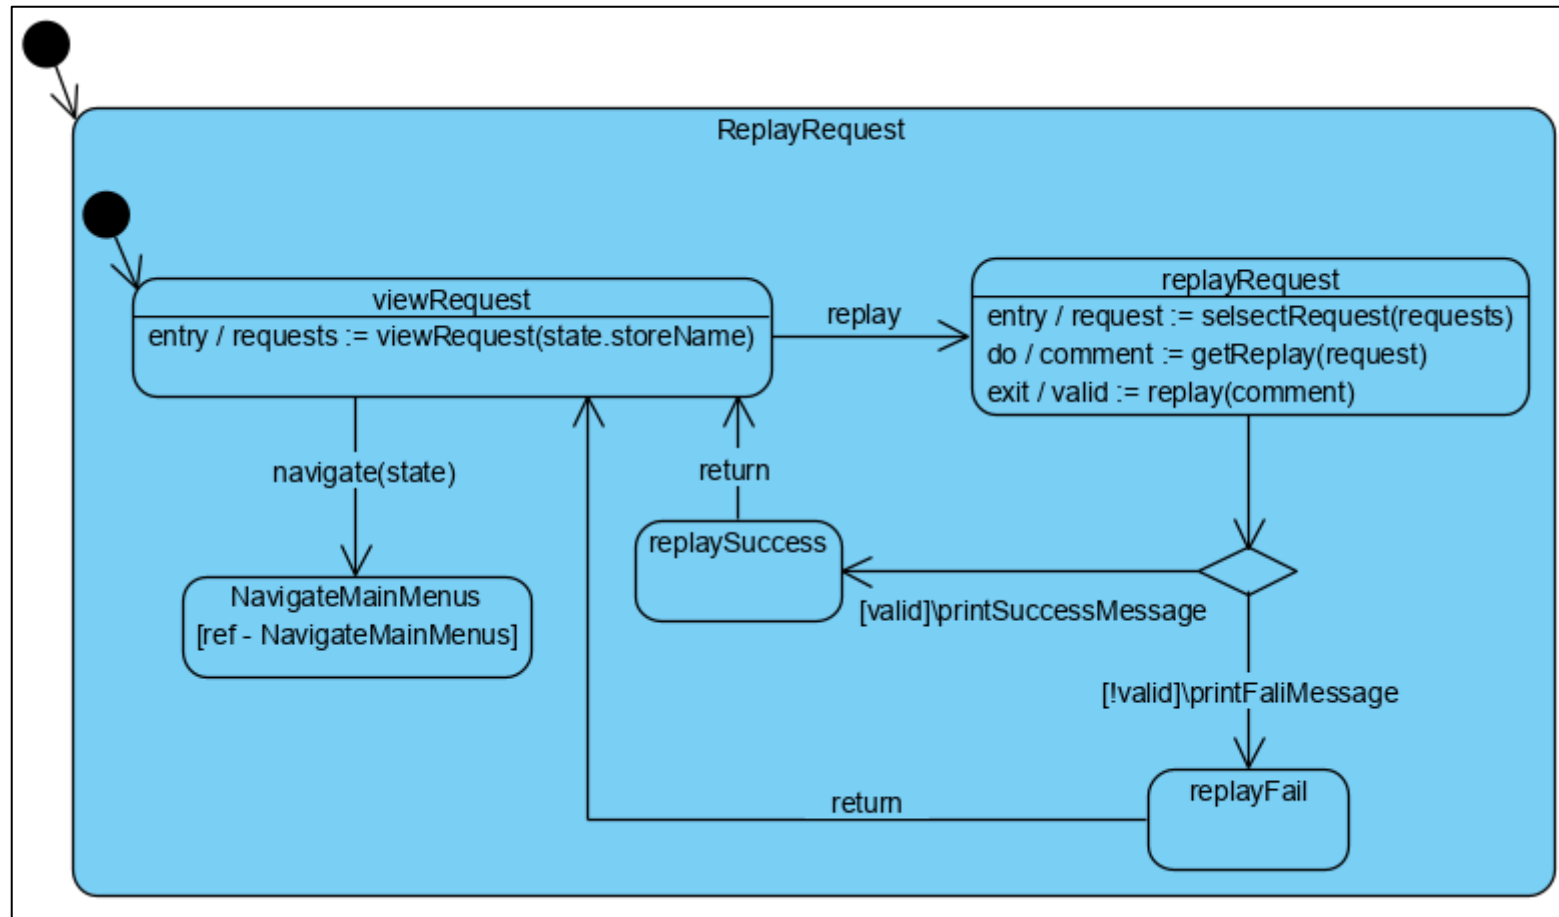 ReplayRequest
viewRequest
entry / requests := viewRequest(state.storeName)
replay
replayRequest
entry / request := selsectRequest(requests)
do / comment := getReplay(request)
exit / valid := replay(comment)
navigate(state)
return
replaySuccess
[valid]\printSuccessMessage
NavigateMainMenus
[ref - NavigateMainMenus]
[!valid]\printFaliMessage
return
replayFail